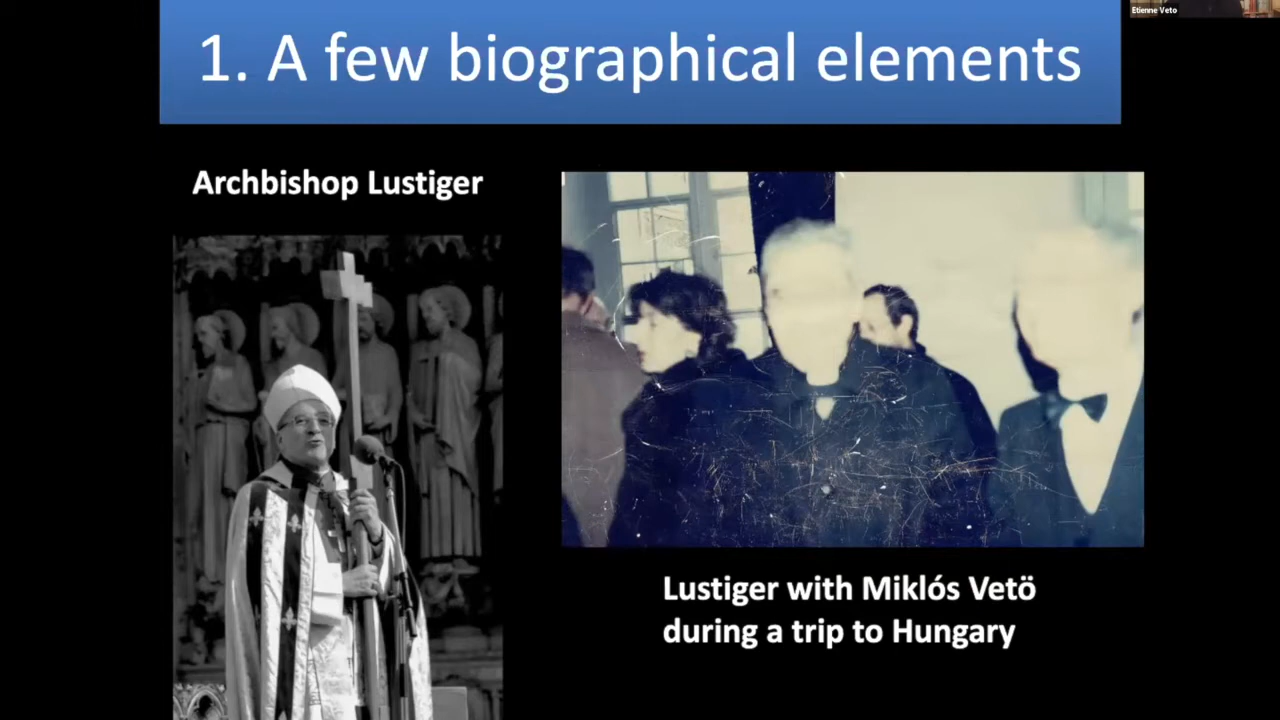 Etienne Veto
1. A few biographical elements
Archbishop Lustiger
Lustiger with Miklós Vetö
during a trip to Hungary